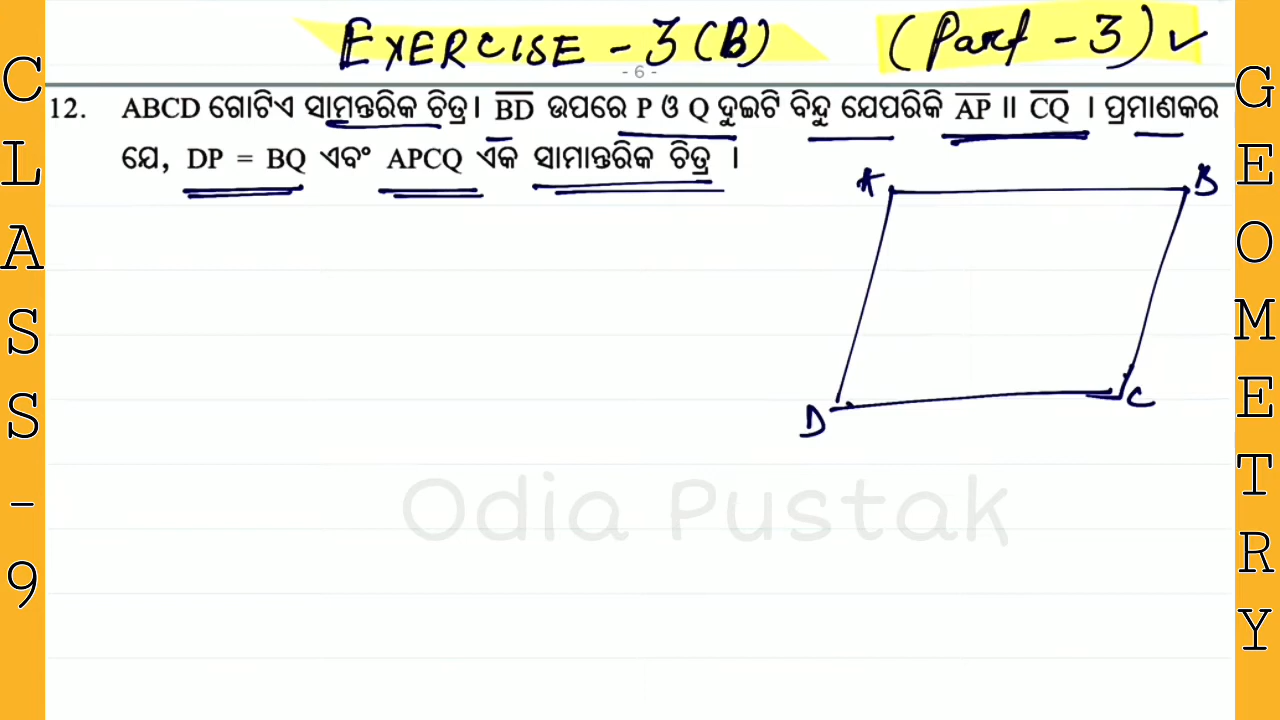 EXERCISE - 3(B) (Part - 3) ✓
- 6 -
12. ABCD ଗୋଟିଏ ସାମନ୍ତରିକ ଚିତ୍ର। BD ଉପରେ P ଓ Q ଦୁଇଟି ବିନ୍ଦୁ ଯେପରିକି AP ॥ CQ । ପ୍ରମାଣକର
ଯେ, DP = BQ ଏବଂ APCQ ଏକ ସାମାନ୍ତରିକ ଚିତ୍ର ।
A B
D C
Odia Pustak
CLASS-9
GEOMETRY